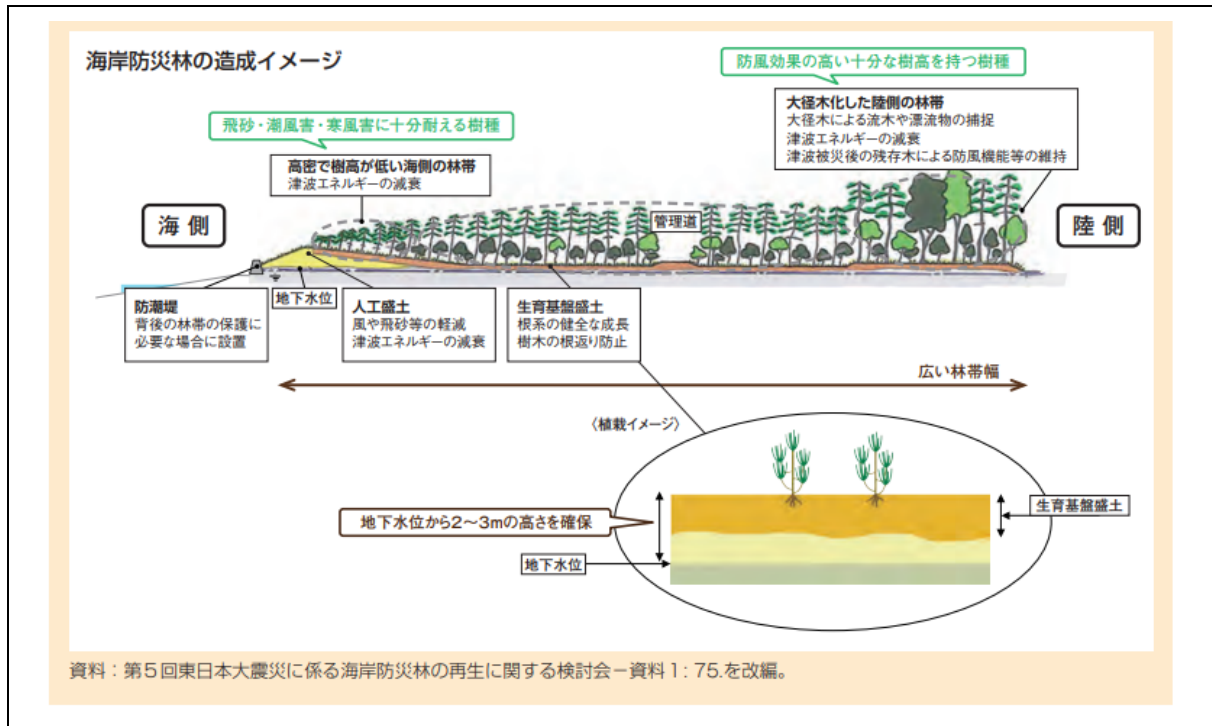 海岸防災林の造成イメージ
防風効果の高い十分な樹高を持つ樹種
大径木化した陸側の林帯
大径木による流木や漂流物の捕捉
津波エネルギーの減衰
津波被災後の残存木による防風機能等の維持
飛砂・潮風害・寒風害に十分耐える樹種
高密で樹高が低い海側の林帯
津波エネルギーの減衰
海側
管理道
陸側
防潮堤
背後の林帯の保護に
必要な場合に設置
地下水位
人工盛土
風や飛砂等の軽減
津波エネルギーの減衰
生育基盤盛土
根系の健全な成長
樹木の根返り防止
広い林帯幅
〈植栽イメージ〉
地下水位から2〜3mの高さを確保
生育基盤盛土
地下水位
資料：第5回東日本大震災に係る海岸防災林の再生に関する検討会−資料1：75.を改編。